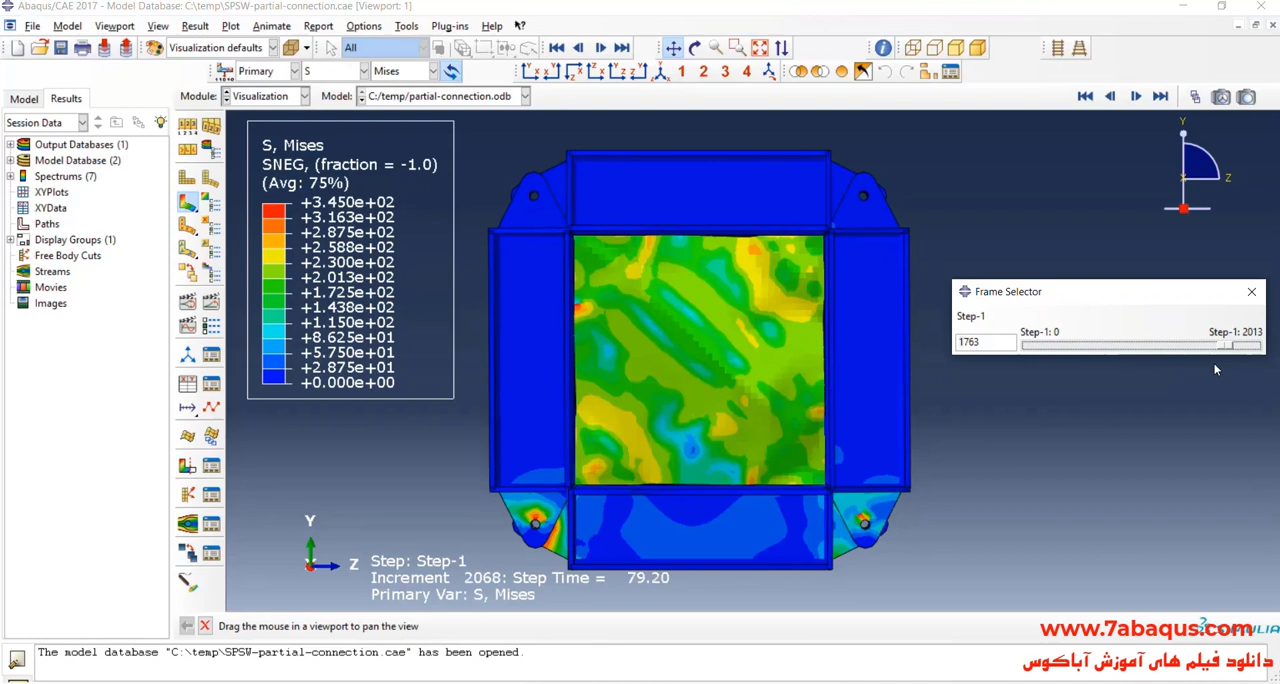 Abaqus/CAE 2017 - Model Database: C:\temp\SPSW-partial-connection.cae [Viewport: 1]
File Model Viewport View Result Plot Animate Report Options Tools Plug-ins Help
Visualization defaults All
Primary S Mises 1 2 3 4
Model Results Module: Visualization Model: C:/temp/partial-connection.odb
Session Data
Output Databases (1)
Model Database (2)
Spectrums (7)
XYPlots
XYData
Paths
Display Groups (1)
Free Body Cuts
Streams
Movies
Images
S, Mises
SNEG, (fraction = -1.0)
(Avg: 75%)
+3.450e+02
+3.163e+02
+2.875e+02
+2.588e+02
+2.300e+02
+2.013e+02
+1.725e+02
+1.438e+02
+1.150e+02
+8.625e+01
+5.750e+01
+2.875e+01
+0.000e+00
Y
Z
X
Frame Selector
Step-1
Step-1: 0 Step-1: 2013
1763
Y
Z
Step: Step-1
Increment 2068: Step Time = 79.20
Primary Var: S, Mises
Drag the mouse in a viewport to pan the view
www.7abaqus.com
دانلود فیلم های آموزش آباکوس
The model database "C:\temp\SPSW-partial-connection.cae" has been opened.